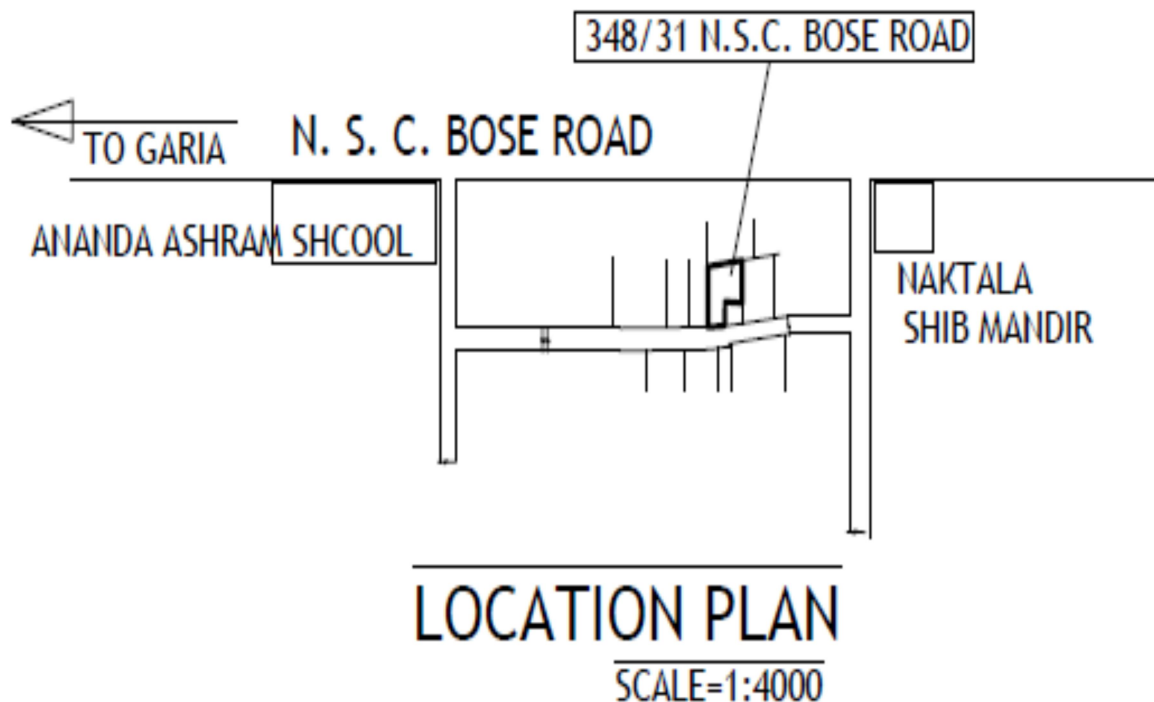 348/31 N.S.C. BOSE ROAD
N. S. C. BOSE ROAD
TO GARIA
ANANDA ASHRAM SHCOOL
NAKTALA
SHIB MANDIR
LOCATION PLAN
SCALE=1:4000